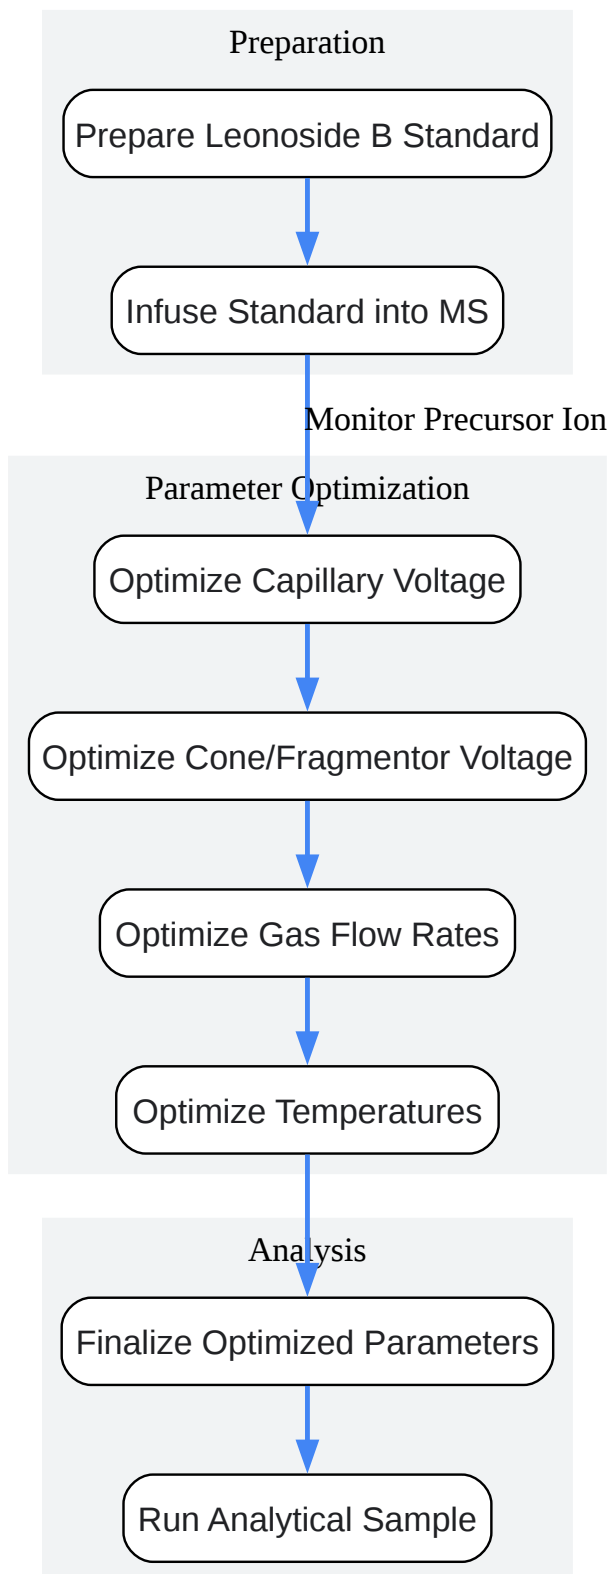 Preparation
Prepare Leonoside B Standard
Infuse Standard into MS
Monitor Precursor Ion
Parameter Optimization
Optimize Capillary Voltage
Optimize Cone/Fragmentor Voltage
Optimize Gas Flow Rates
Optimize Temperatures
Analysis
Finalize Optimized Parameters
Run Analytical Sample